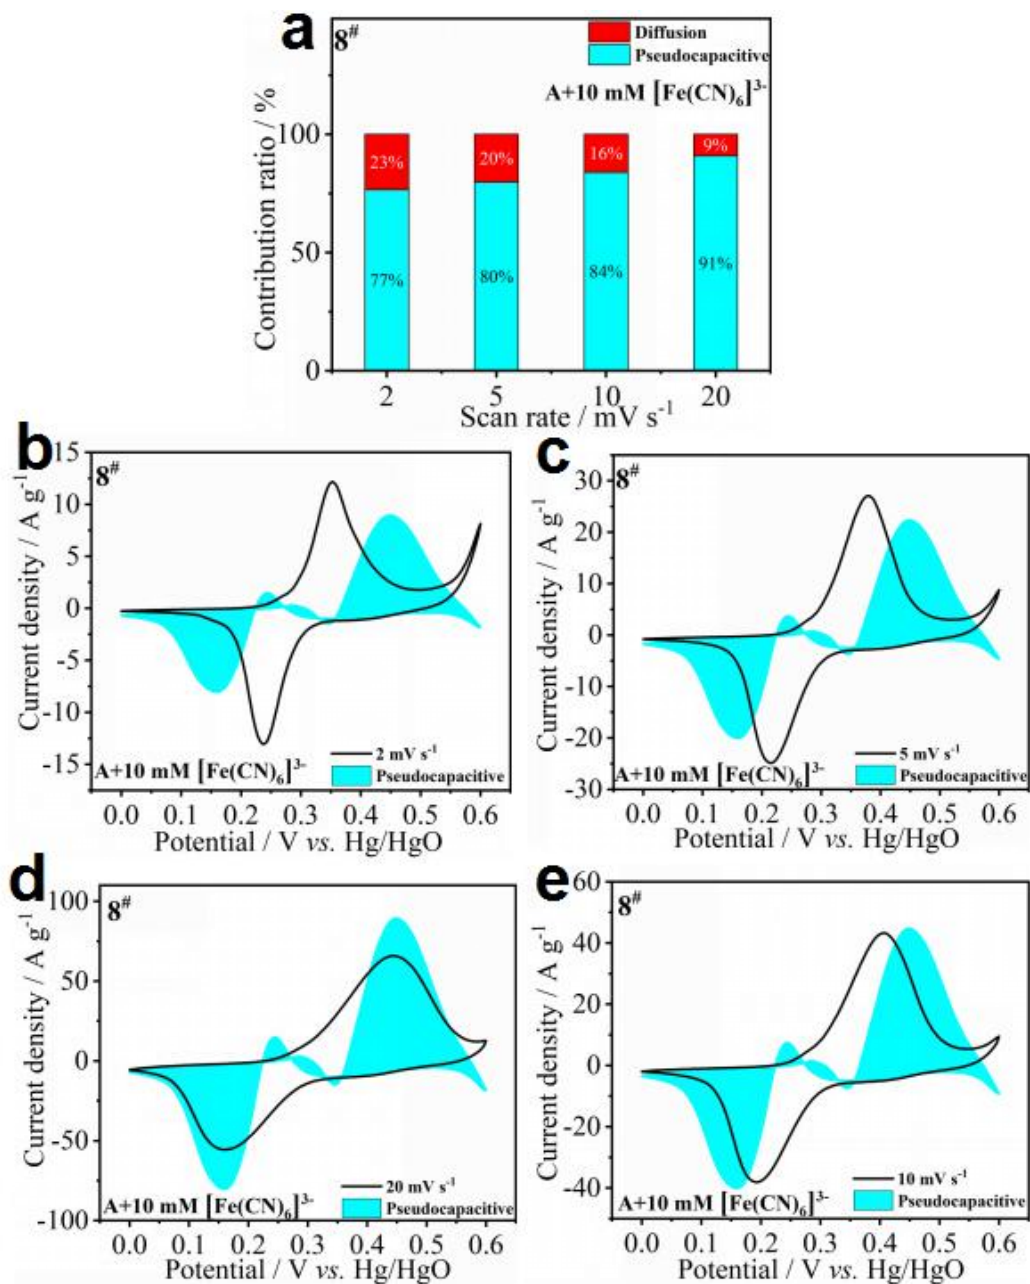 a
8#
Diffusion
Pseudocapacitive
A+10 mM [Fe(CN)6]3-
Contribution ratio / %
100
50
0
23%
20%
16%
9%
77%
80%
84%
91%
2
5
10
20
Scan rate / mV s-1
b
8#
Current density / A g-1
15
10
5
0
-5
-10
-15
2 mV s-1
Pseudocapacitive
A+10 mM [Fe(CN)6]3-
0.0 0.1 0.2 0.3 0.4 0.5 0.6
Potential / V vs. Hg/HgO
c
8#
Current density / A g-1
30
20
10
0
-10
-20
-30
5 mV s-1
Pseudocapacitive
A+10 mM [Fe(CN)6]3-
0.0 0.1 0.2 0.3 0.4 0.5 0.6
Potential / V vs. Hg/HgO
d
8#
Current density / A g-1
100
50
0
-50
-100
20 mV s-1
Pseudocapacitive
A+10 mM [Fe(CN)6]3-
0.0 0.1 0.2 0.3 0.4 0.5 0.6
Potential / V vs. Hg/HgO
e
8#
Current density / A g-1
60
40
20
0
-20
-40
10 mV s-1
Pseudocapacitive
A+10 mM [Fe(CN)6]3-
0.0 0.1 0.2 0.3 0.4 0.5 0.6
Potential / V vs. Hg/HgO